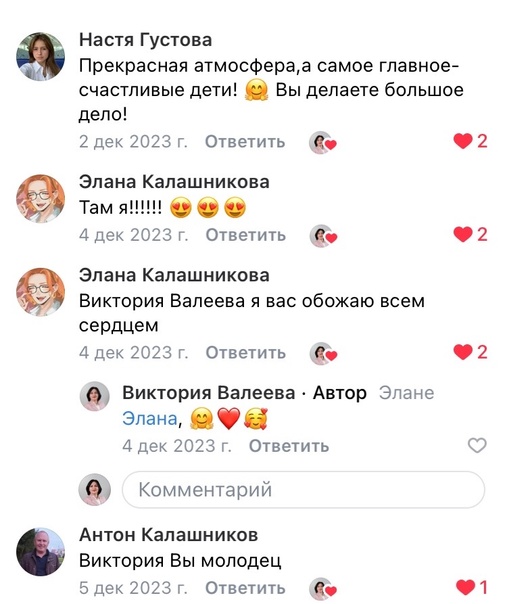 Настя Густова
Прекрасная атмосфера,а самое главное-
счастливые дети! 🤗 Вы делаете большое
дело!
2 дек 2023 г. Ответить 2
Элана Калашникова
Там я!!!!!! 😍😍😍
4 дек 2023 г. Ответить 2
Элана Калашникова
Виктория Валеева я вас обожаю всем
сердцем
4 дек 2023 г. Ответить 2
Виктория Валеева · Автор Элане
Элана, 🤗❤️🥰
4 дек 2023 г. Ответить
Комментарий
Антон Калашников
Виктория Вы молодец
5 дек 2023 г. Ответить 1